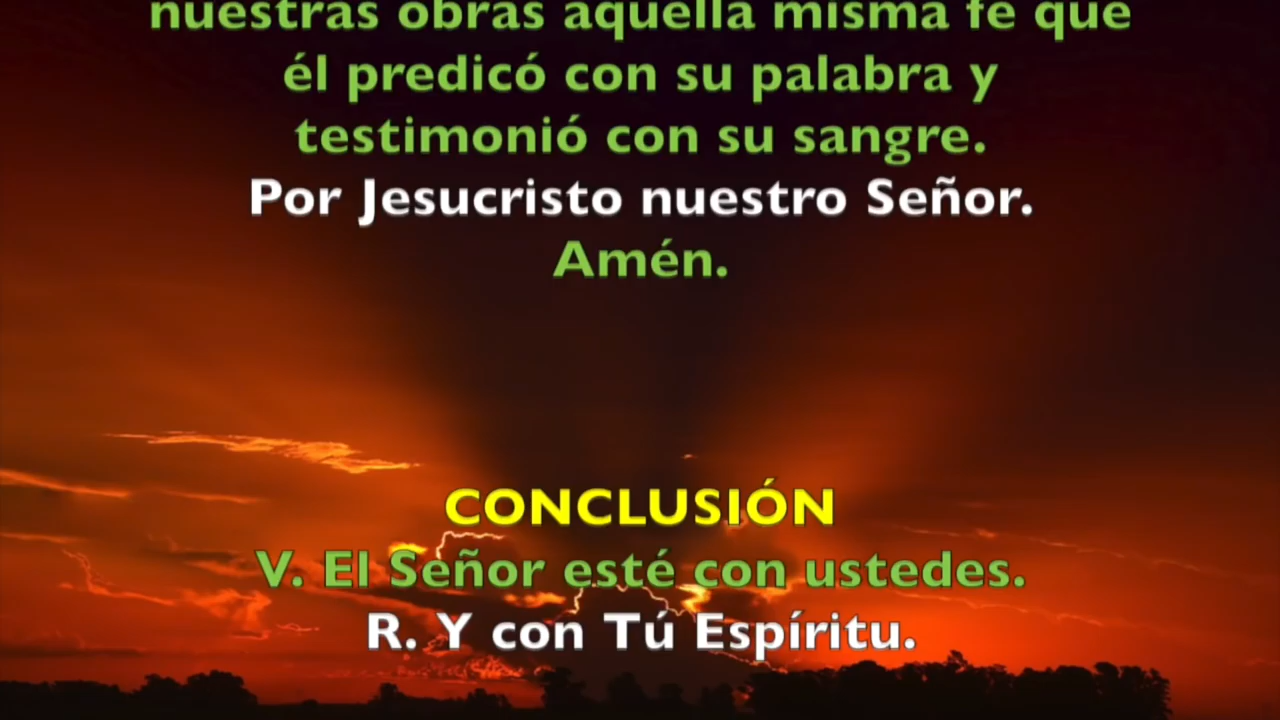 nuestras obras aquella misma fe que
él predicó con su palabra y
testimonió con su sangre.
Por Jesucristo nuestro Señor.
Amén.
CONCLUSIÓN
V. El Señor esté con ustedes.
R. Y con Tú Espíritu.